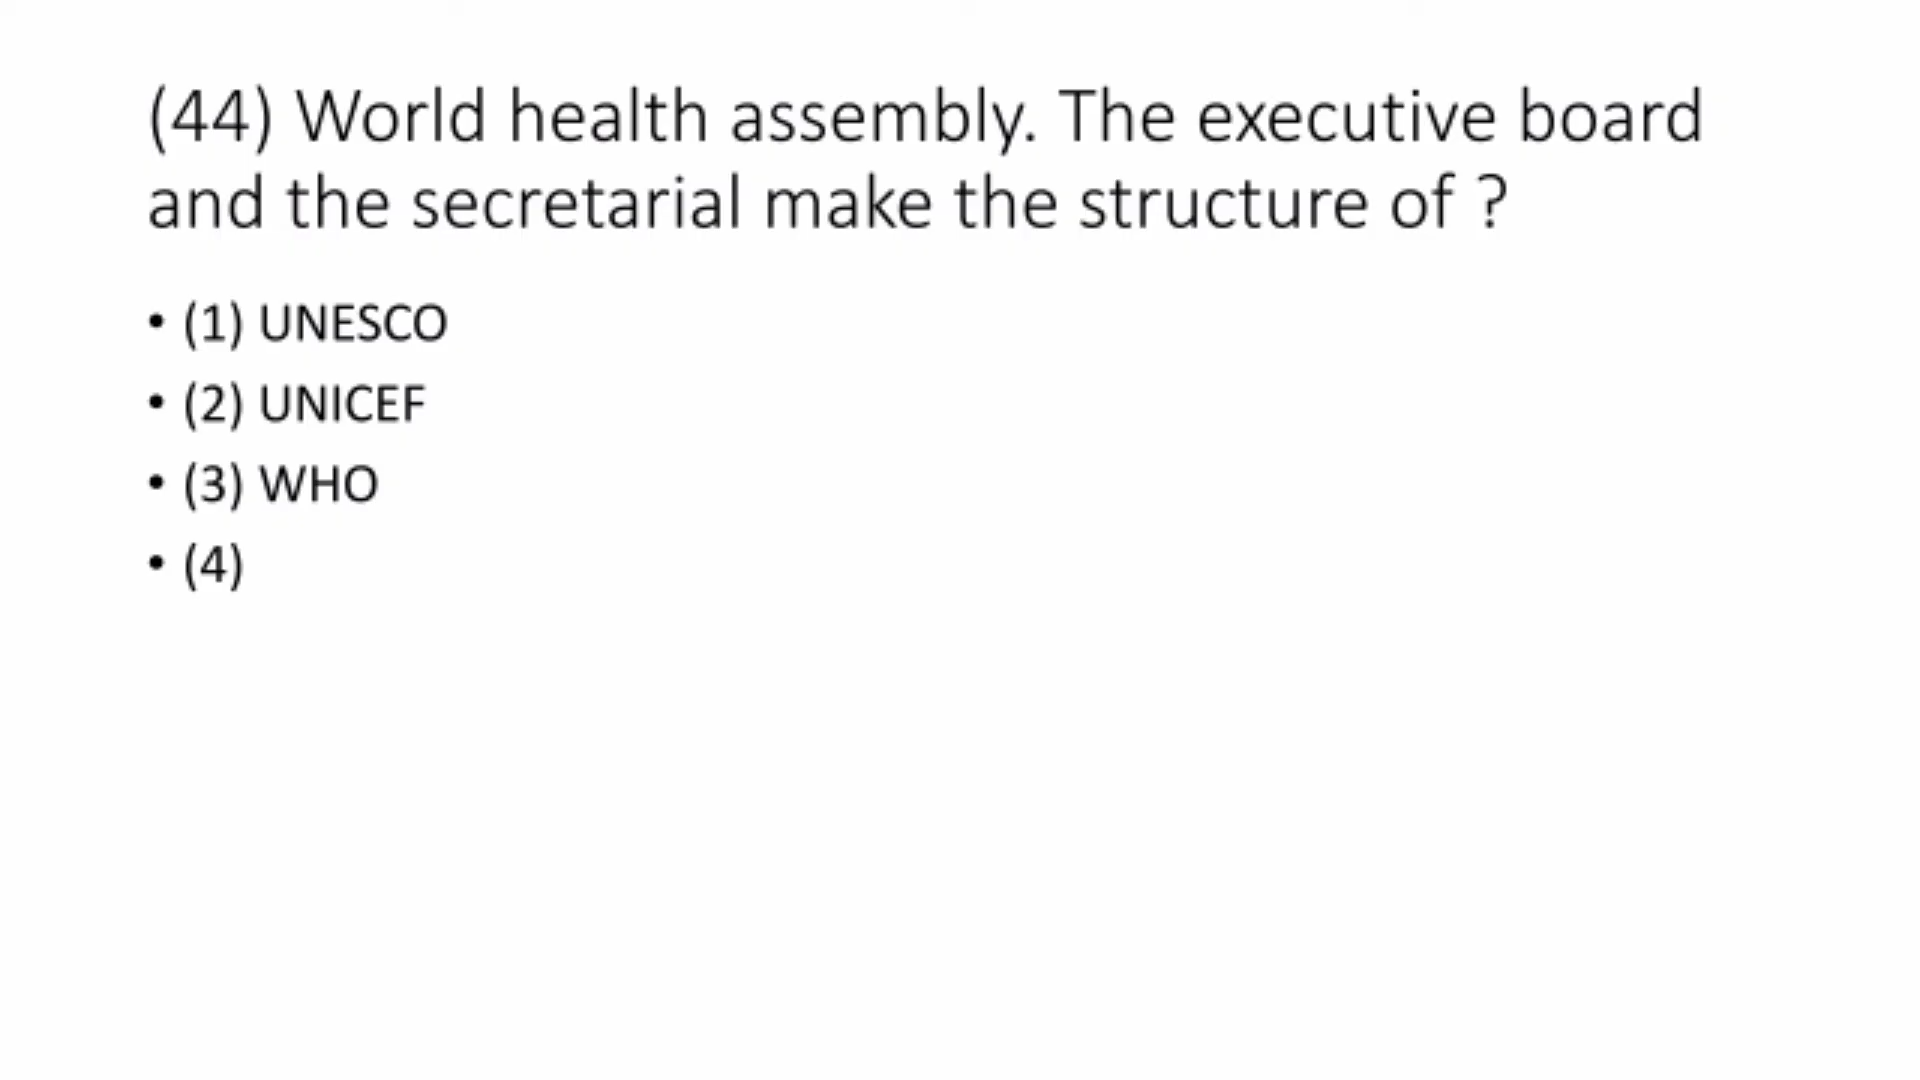 (44) World health assembly. The executive board
and the secretarial make the structure of ?
• (1) UNESCO
• (2) UNICEF
• (3) WHO
• (4)